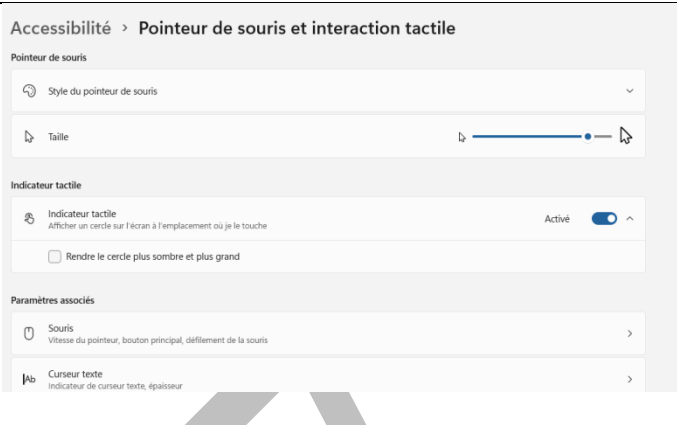 Accessibilité > Pointeur de souris et interaction tactile
Pointeur de souris
Style du pointeur de souris
Taille
Indicateur tactile
Indicateur tactile
Afficher un cercle sur l'écran à l'emplacement où je le touche
Activé
Rendre le cercle plus sombre et plus grand
Paramètres associés
Souris
Vitesse du pointeur, bouton principal, défilement de la souris
Ab
Curseur texte
Indicateur de curseur texte, épaisseur